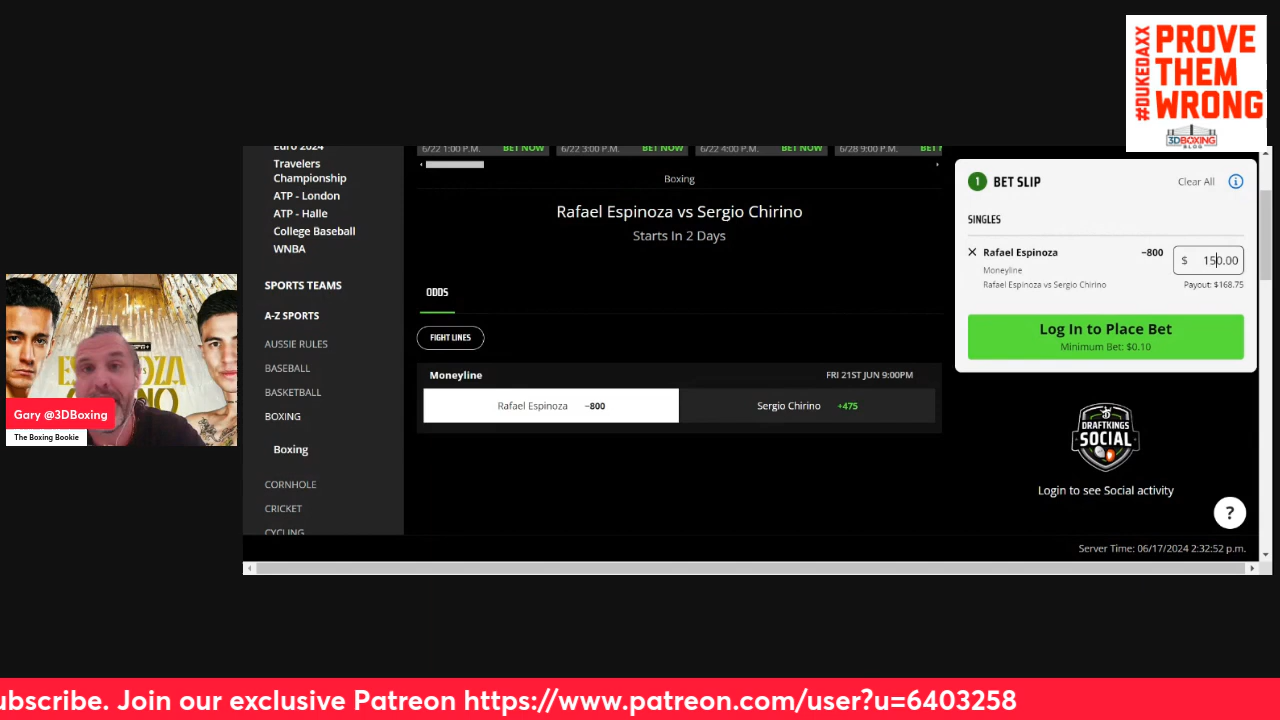 #DUKEDAXX
PROVE
THEM
WRONG
3DBOXING
BLOG
Euro 2024
Travelers
Championship
ATP - London
ATP - Halle
College Baseball
WNBA
SPORTS TEAMS
A-Z SPORTS
AUSSIE RULES
BASEBALL
BASKETBALL
BOXING
Boxing
CORNHOLE
CRICKET
CYCLING
6/22 1:00 P.M. BET NOW
6/22 3:00 P.M. BET NOW
6/22 4:00 P.M. BET NOW
6/28 9:00 P.M. BET N
Boxing
Rafael Espinoza vs Sergio Chirino
Starts In 2 Days
ODDS
FIGHT LINES
Moneyline FRI 21ST JUN 9:00PM
Rafael Espinoza −800 Sergio Chirino +475
1 BET SLIP Clear All
SINGLES
Rafael Espinoza −800 $ 150.00
Moneyline
Rafael Espinoza vs Sergio Chirino Payout: $168.75
Log In to Place Bet
Minimum Bet: $0.10
DRAFTKINGS
SOCIAL
Login to see Social activity
?
Server Time: 06/17/2024 2:32:52 p.m.
Gary @3DBoxing
The Boxing Bookie
ubscribe. Join our exclusive Patreon https://www.patreon.com/user?u=6403258